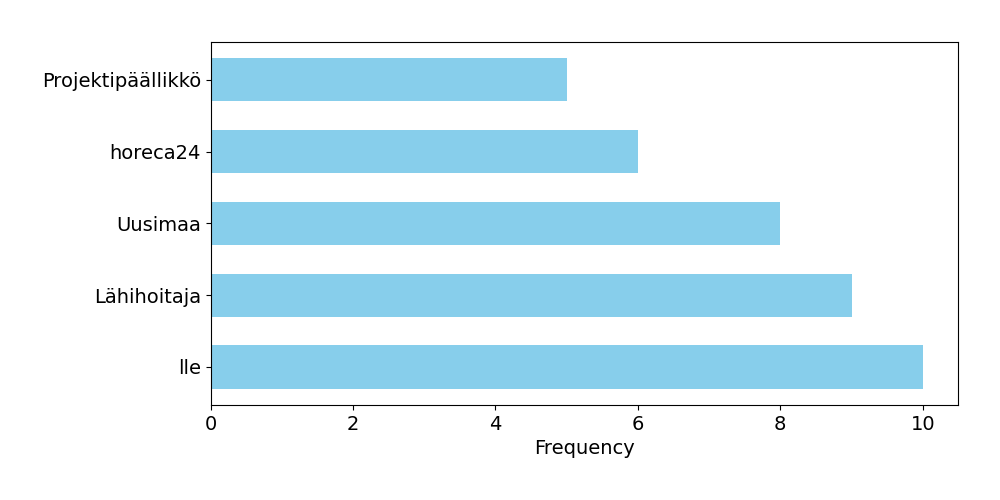 Projektipäällikkö
horeca24
Uusimaa
Lähihoitaja
lle
0 2 4 6 8 10
Frequency